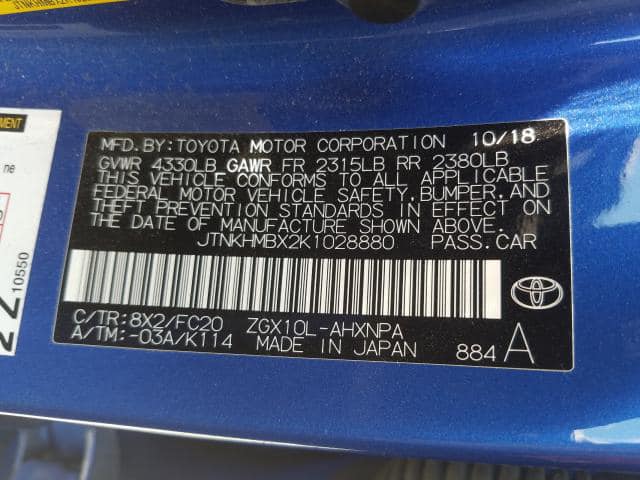 MFD.BY:TOYOTA MOTOR CORPORATION 10/18
GVWR 4330LB GAWR FR 2315LB RR 2380LB
THIS VEHICLE CONFORMS TO ALL APPLICABLE
FEDERAL MOTOR VEHICLE SAFETY,BUMPER,AND
THEFT PREVENTION STANDARDS IN EFFECT ON
THE DATE OF MANUFACTURE SHOWN ABOVE.
JTNKHMBX2K1028880 PASS.CAR
C/TR:8X2/FC20 ZGX10L-AHXNPA
A/TM:-03A/K114 MADE IN JAPAN 884 A
ne
10550